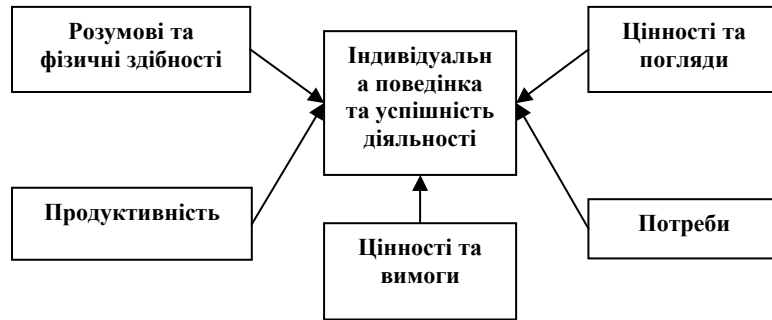 Розумові та
фізичні здібності
Індивідуальн
а поведінка
та успішність
діяльності
Цінності та
погляди
Продуктивність
Цінності та
вимоги
Потреби